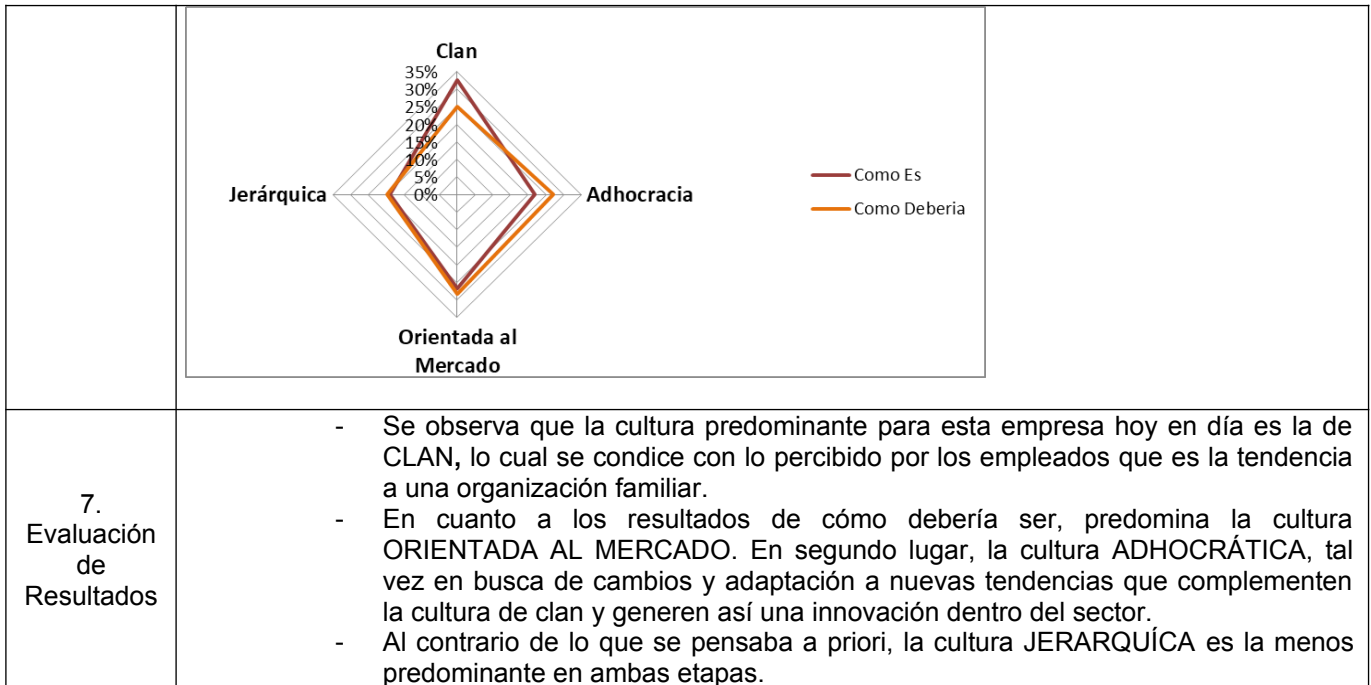 Clan
35%
30%
25%
20%
15%
10%
5%
0%
Jerárquica
Adhocracia
Como Es
Como Deberia
Orientada al
Mercado
7.
Evaluación
de
Resultados
- Se observa que la cultura predominante para esta empresa hoy en día es la de
CLAN, lo cual se condice con lo percibido por los empleados que es la tendencia
a una organización familiar.
- En cuanto a los resultados de cómo debería ser, predomina la cultura
ORIENTADA AL MERCADO. En segundo lugar, la cultura ADHOCRÁTICA, tal
vez en busca de cambios y adaptación a nuevas tendencias que complementen
la cultura de clan y generen así una innovación dentro del sector.
- Al contrario de lo que se pensaba a priori, la cultura JERARQUÍCA es la menos
predominante en ambas etapas.